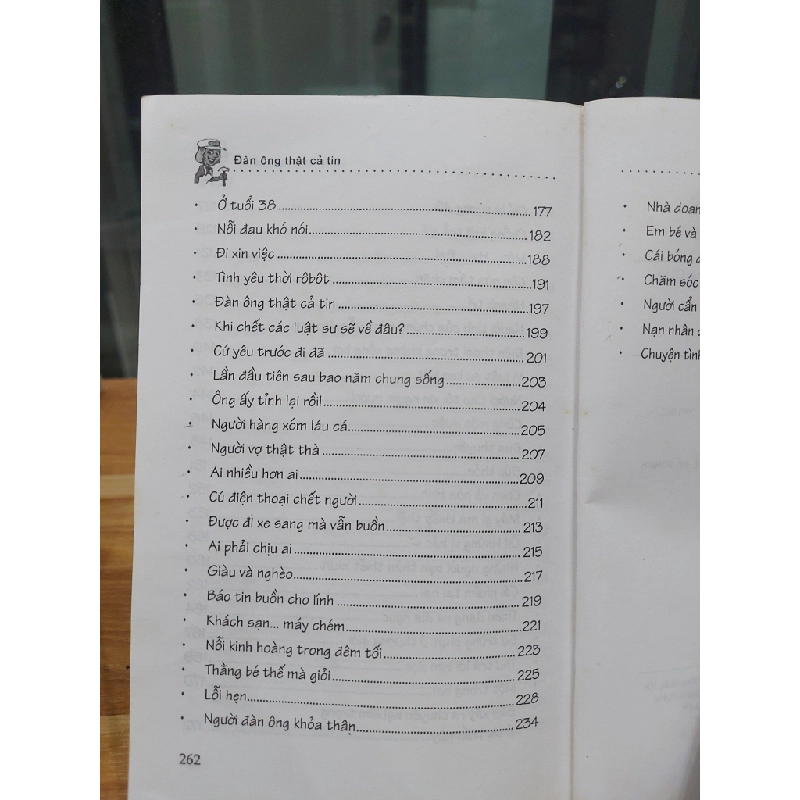 Đàn ông thật cả tin
• Ở tuổi 38 ........ 177
• Nỗi đau khó nói ........ 182
• Đi xin việc ........ 188
• Tình yêu thời rôbôt ........ 191
• Đàn ông thật cả tin ........ 197
• Khi chết các luật sư sẽ về đâu? ........ 199
• Cứ yêu trước đi đã ........ 201
• Lần đầu tiên sau bao năm chung sống ........ 203
• Ông ấy tỉnh lại rồi! ........ 204
• Người hàng xóm láu cá ........ 205
• Người vợ thật thà ........ 207
• Ai nhiều hơn ai ........ 209
• Cú điện thoại chết người ........ 211
• Được đi xe sang mà vẫn buồn ........ 213
• Ai phải chịu ai ........ 215
• Giàu và nghèo ........ 217
• Báo tin buồn cho lính ........ 219
• Khách sạn... máy chém ........ 221
• Nỗi kinh hoàng trong đêm tối ........ 223
• Thằng bé thế mà giỏi ........ 225
• Lỗi hẹn ........ 228
• Người đàn ông khỏa thân ........ 234
262
• Nhà doan
• Em bé và
• Cái bóng
• Chăm sóc
• Người cẩn
• Nạn nhân
• Chuyện tình